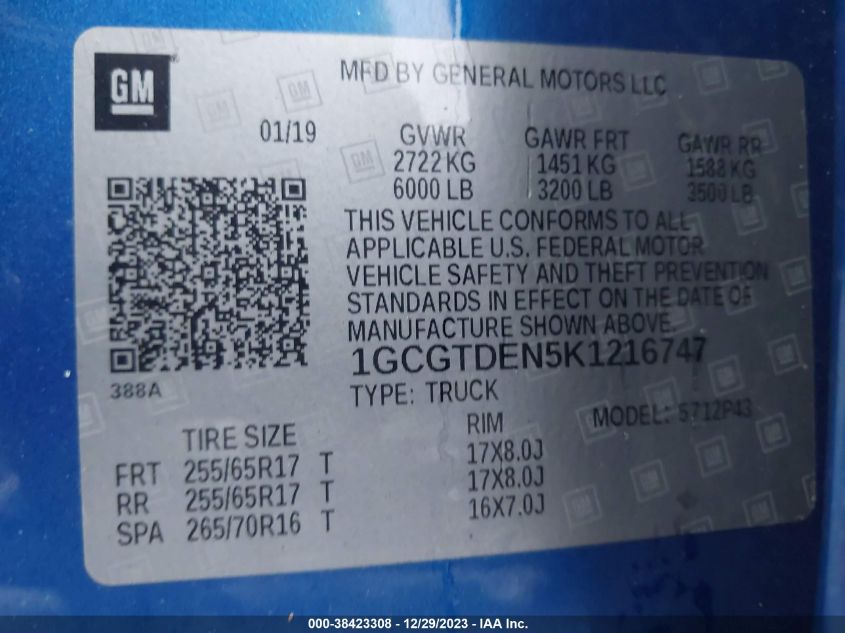 GM
MFD BY GENERAL MOTORS LLC
01/19
GVWR GAWR FRT GAWR RR
2722 KG 1451 KG 1588 KG
6000 LB 3200 LB 3500 LB
THIS VEHICLE CONFORMS TO ALL
APPLICABLE U.S. FEDERAL MOTOR
VEHICLE SAFETY AND THEFT PREVENTION
STANDARDS IN EFFECT ON THE DATE OF
MANUFACTURE SHOWN ABOVE.
1GCGTDEN5K1216747
388A
TYPE: TRUCK
MODEL: S712P43
TIRE SIZE RIM
FRT 255/65R17 T 17X8.0J
RR 255/65R17 T 17X8.0J
SPA 265/70R16 T 16X7.0J
000-38423308 - 12/29/2023 - IAA Inc.